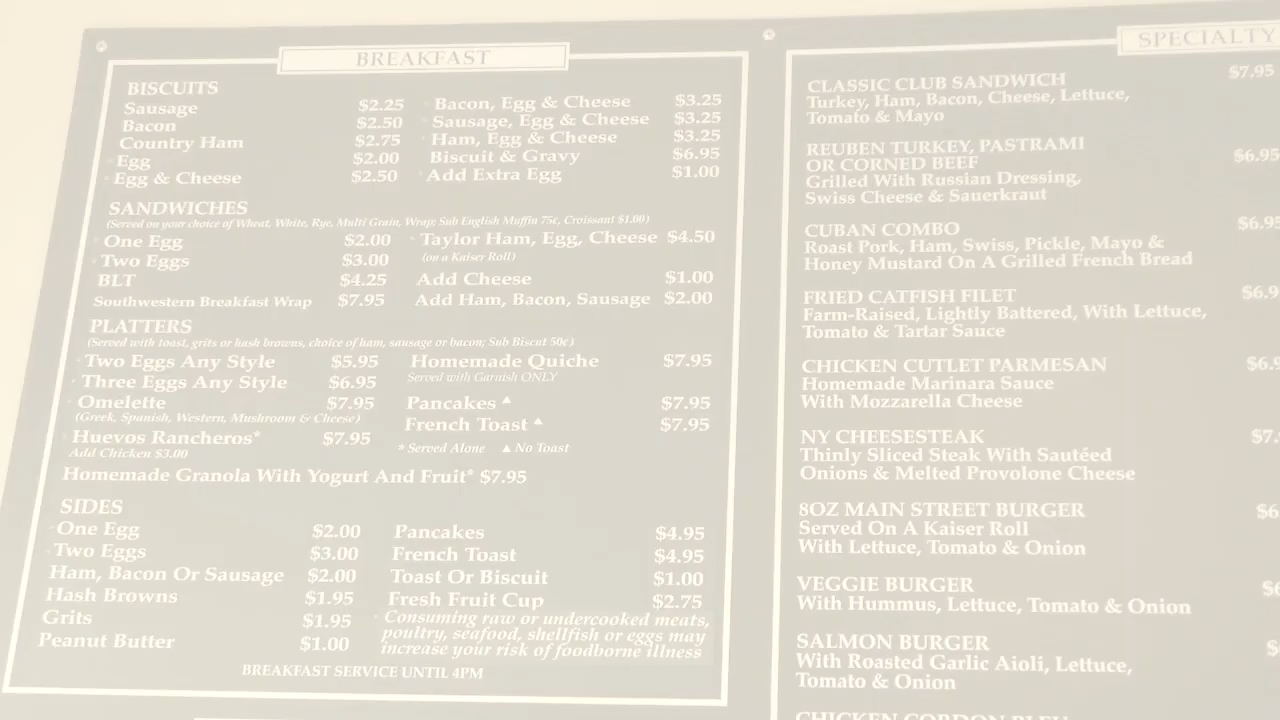 BREAKFAST
BISCUITS
Sausage $2.25
Bacon $2.50
Country Ham $2.75
Egg $2.00
Egg & Cheese $2.50
Bacon, Egg & Cheese $3.25
Sausage, Egg & Cheese $3.25
Ham, Egg & Cheese $3.25
Biscuit & Gravy $6.95
Add Extra Egg $1.00
SANDWICHES
(Served on your choice of Wheat, White, Rye, Multi Grain, Wrap; Sub English Muffin 75¢, Croissant $1.00)
One Egg $2.00
Two Eggs $3.00
BLT $4.25
Southwestern Breakfast Wrap $7.95
Taylor Ham, Egg, Cheese $4.50
(on a Kaiser Roll)
Add Cheese $1.00
Add Ham, Bacon, Sausage $2.00
PLATTERS
(Served with toast, grits or hash browns, choice of ham, sausage or bacon; Sub Biscut 50¢)
Two Eggs Any Style $5.95
Three Eggs Any Style $6.95
Omelette $7.95
(Greek, Spanish, Western, Mushroom & Cheese)
Huevos Rancheros* $7.95
Add Chicken $3.00
Homemade Quiche $7.95
Served with Garnish ONLY
Pancakes ▲ $7.95
French Toast ▲ $7.95
* Served Alone ▲ No Toast
Homemade Granola With Yogurt And Fruit* $7.95
SIDES
One Egg $2.00
Two Eggs $3.00
Ham, Bacon Or Sausage $2.00
Hash Browns $1.95
Grits $1.95
Peanut Butter $1.00
Pancakes $4.95
French Toast $4.95
Toast Or Biscuit $1.00
Fresh Fruit Cup $2.75
Consuming raw or undercooked meats,
poultry, seafood, shellfish or eggs may
increase your risk of foodborne illness
BREAKFAST SERVICE UNTIL 4PM
SPECIALTY
CLASSIC CLUB SANDWICH $7.95
Turkey, Ham, Bacon, Cheese, Lettuce,
Tomato & Mayo
REUBEN TURKEY, PASTRAMI
OR CORNED BEEF $6.95
Grilled With Russian Dressing,
Swiss Cheese & Sauerkraut
CUBAN COMBO $6.95
Roast Pork, Ham, Swiss, Pickle, Mayo &
Honey Mustard On A Grilled French Bread
FRIED CATFISH FILET $6.9
Farm-Raised, Lightly Battered, With Lettuce,
Tomato & Tartar Sauce
CHICKEN CUTLET PARMESAN $6.9
Homemade Marinara Sauce
With Mozzarella Cheese
NY CHEESESTEAK $7.
Thinly Sliced Steak With Sautéed
Onions & Melted Provolone Cheese
8OZ MAIN STREET BURGER $6
Served On A Kaiser Roll
With Lettuce, Tomato & Onion
VEGGIE BURGER $6
With Hummus, Lettuce, Tomato & Onion
SALMON BURGER
With Roasted Garlic Aioli, Lettuce,
Tomato & Onion
CHICKEN CORDON BLEU